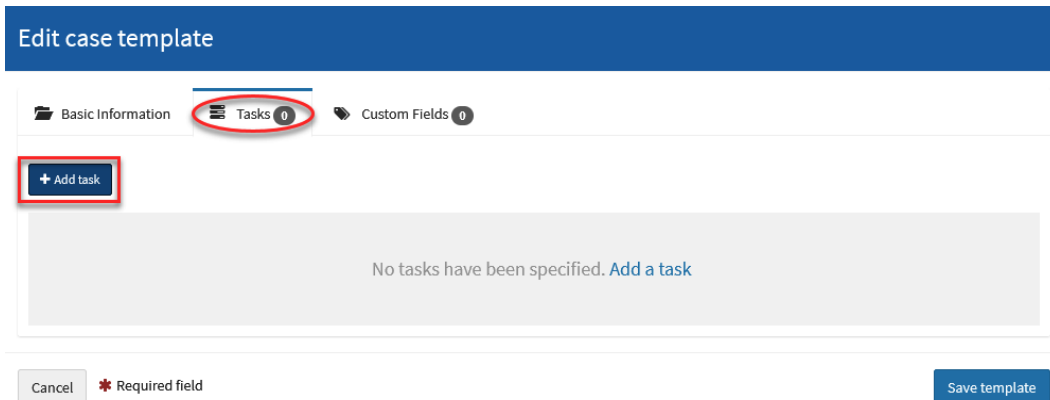 Edit case template
Basic Information Tasks 0 Custom Fields 0
+ Add task
No tasks have been specified. Add a task
Cancel * Required field Save template